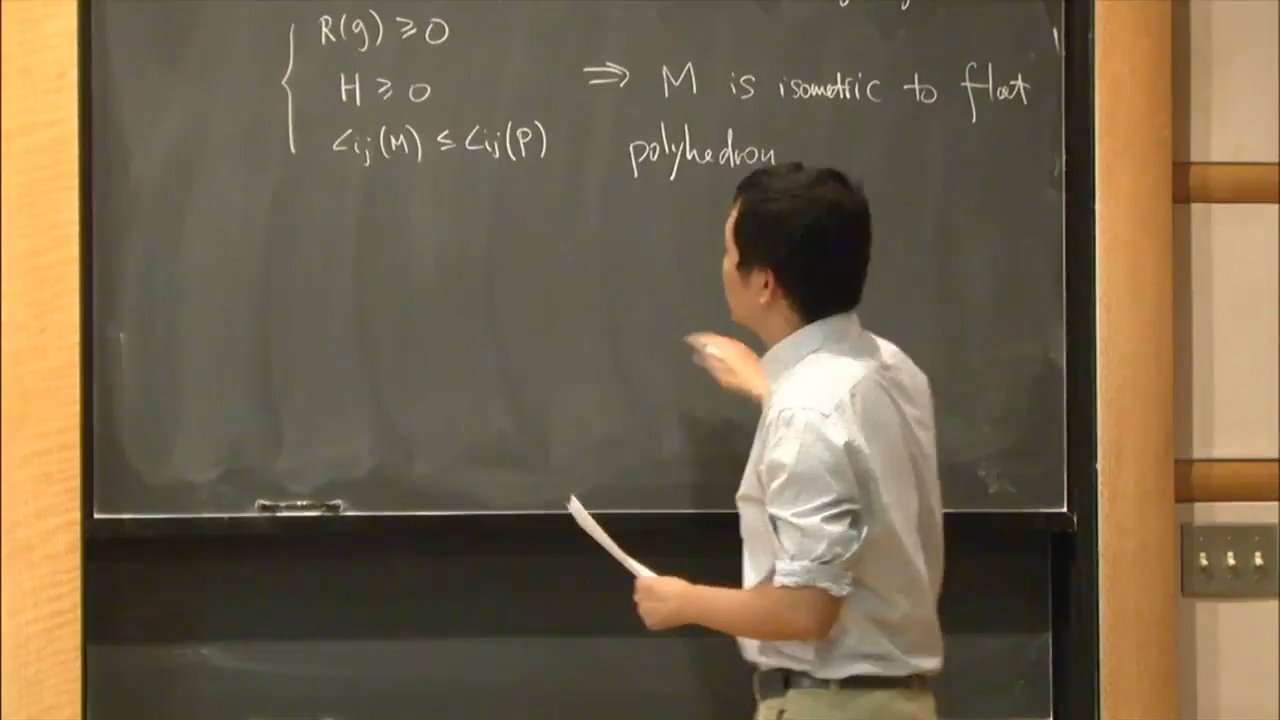 R(g) ≥ 0
H ≥ 0 ⇒ M is isometric to flat
∠ij(M) ≤ ∠ij(P) polyhedron